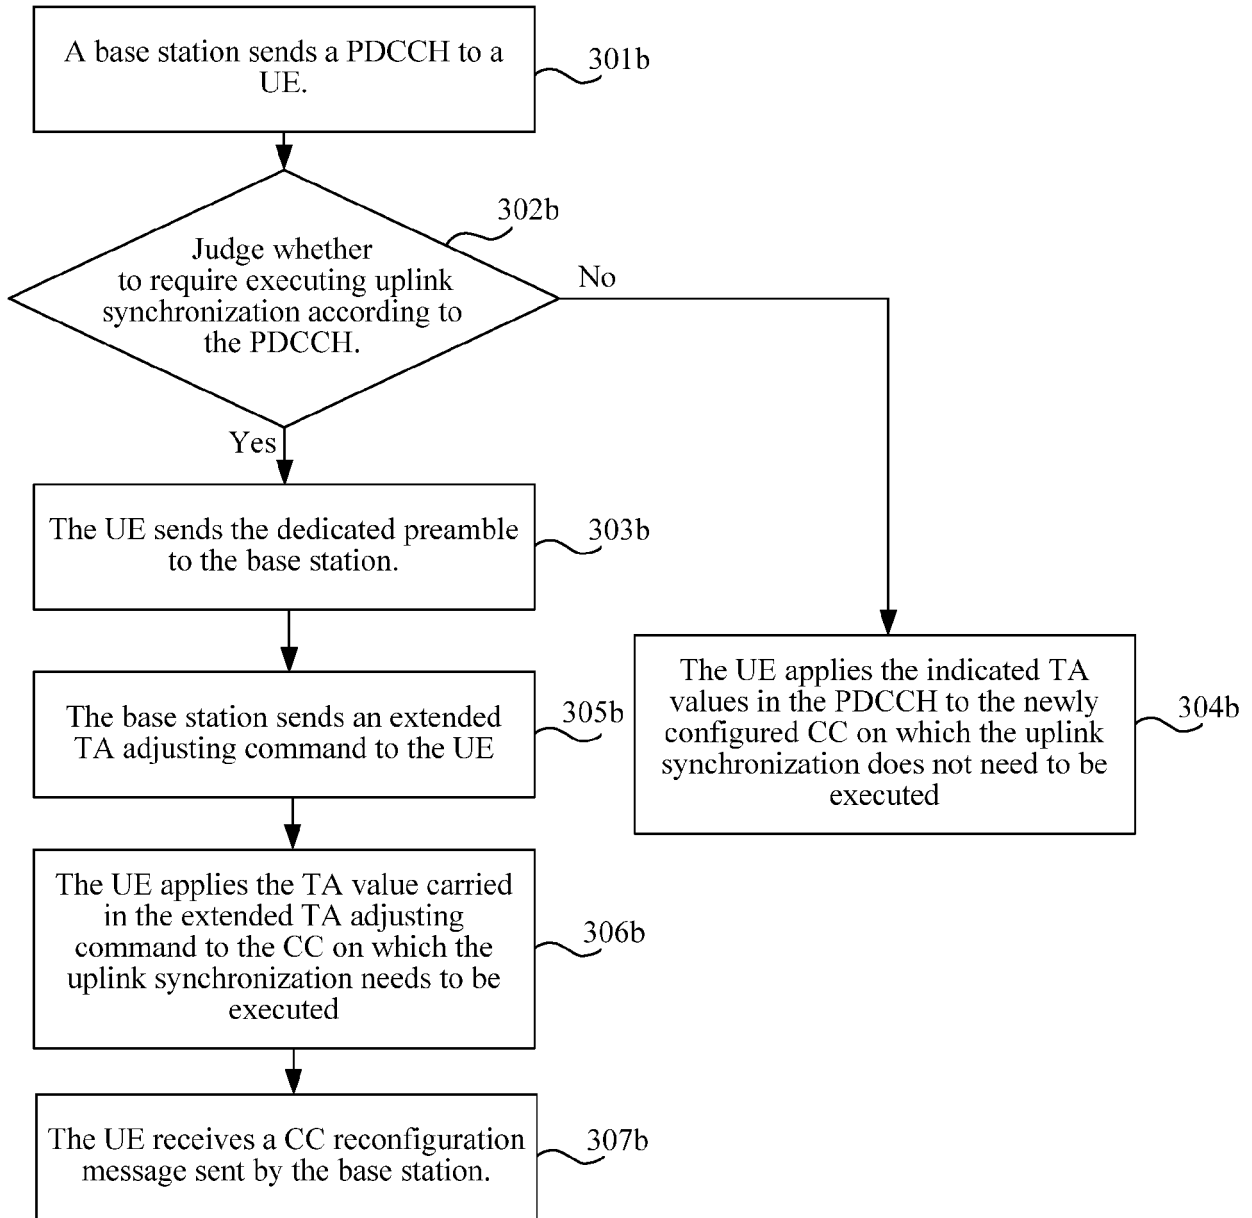 A base station sends a PDCCH to a
UE.
301b
302b
Judge whether
to require executing uplink
synchronization according to
the PDCCH.
No
Yes
The UE sends the dedicated preamble
to the base station.
303b
The base station sends an extended
TA adjusting command to the UE
305b
The UE applies the indicated TA
values in the PDCCH to the newly
configured CC on which the uplink
synchronization does not need to be
executed
304b
The UE applies the TA value carried
in the extended TA adjusting
command to the CC on which the
uplink synchronization needs to be
executed
306b
The UE receives a CC reconfiguration
message sent by the base station.
307b